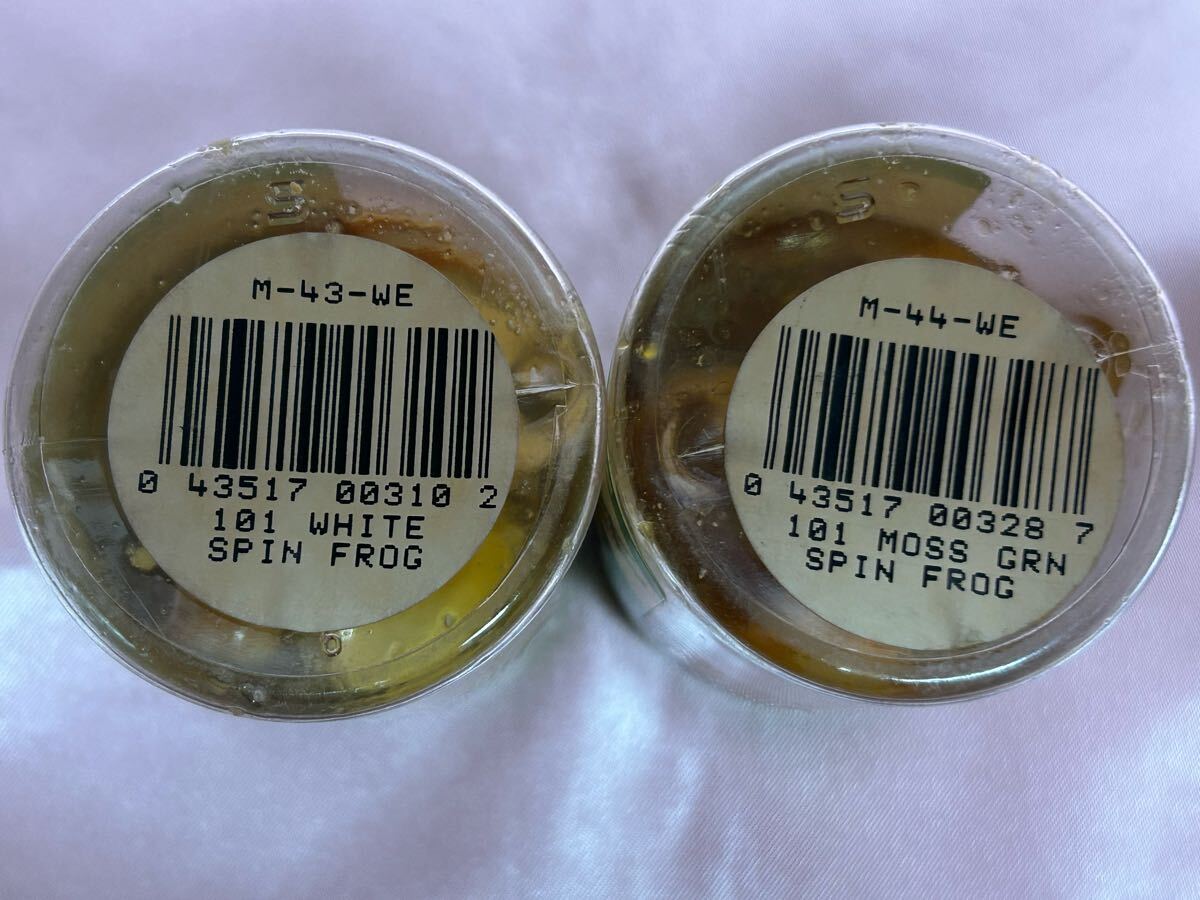 S
M-43-WE
0 43517 00310 2
101 WHITE
SPIN FROG
S
M-44-WE
0 43517 00328 7
101 MOSS GRN
SPIN FROG